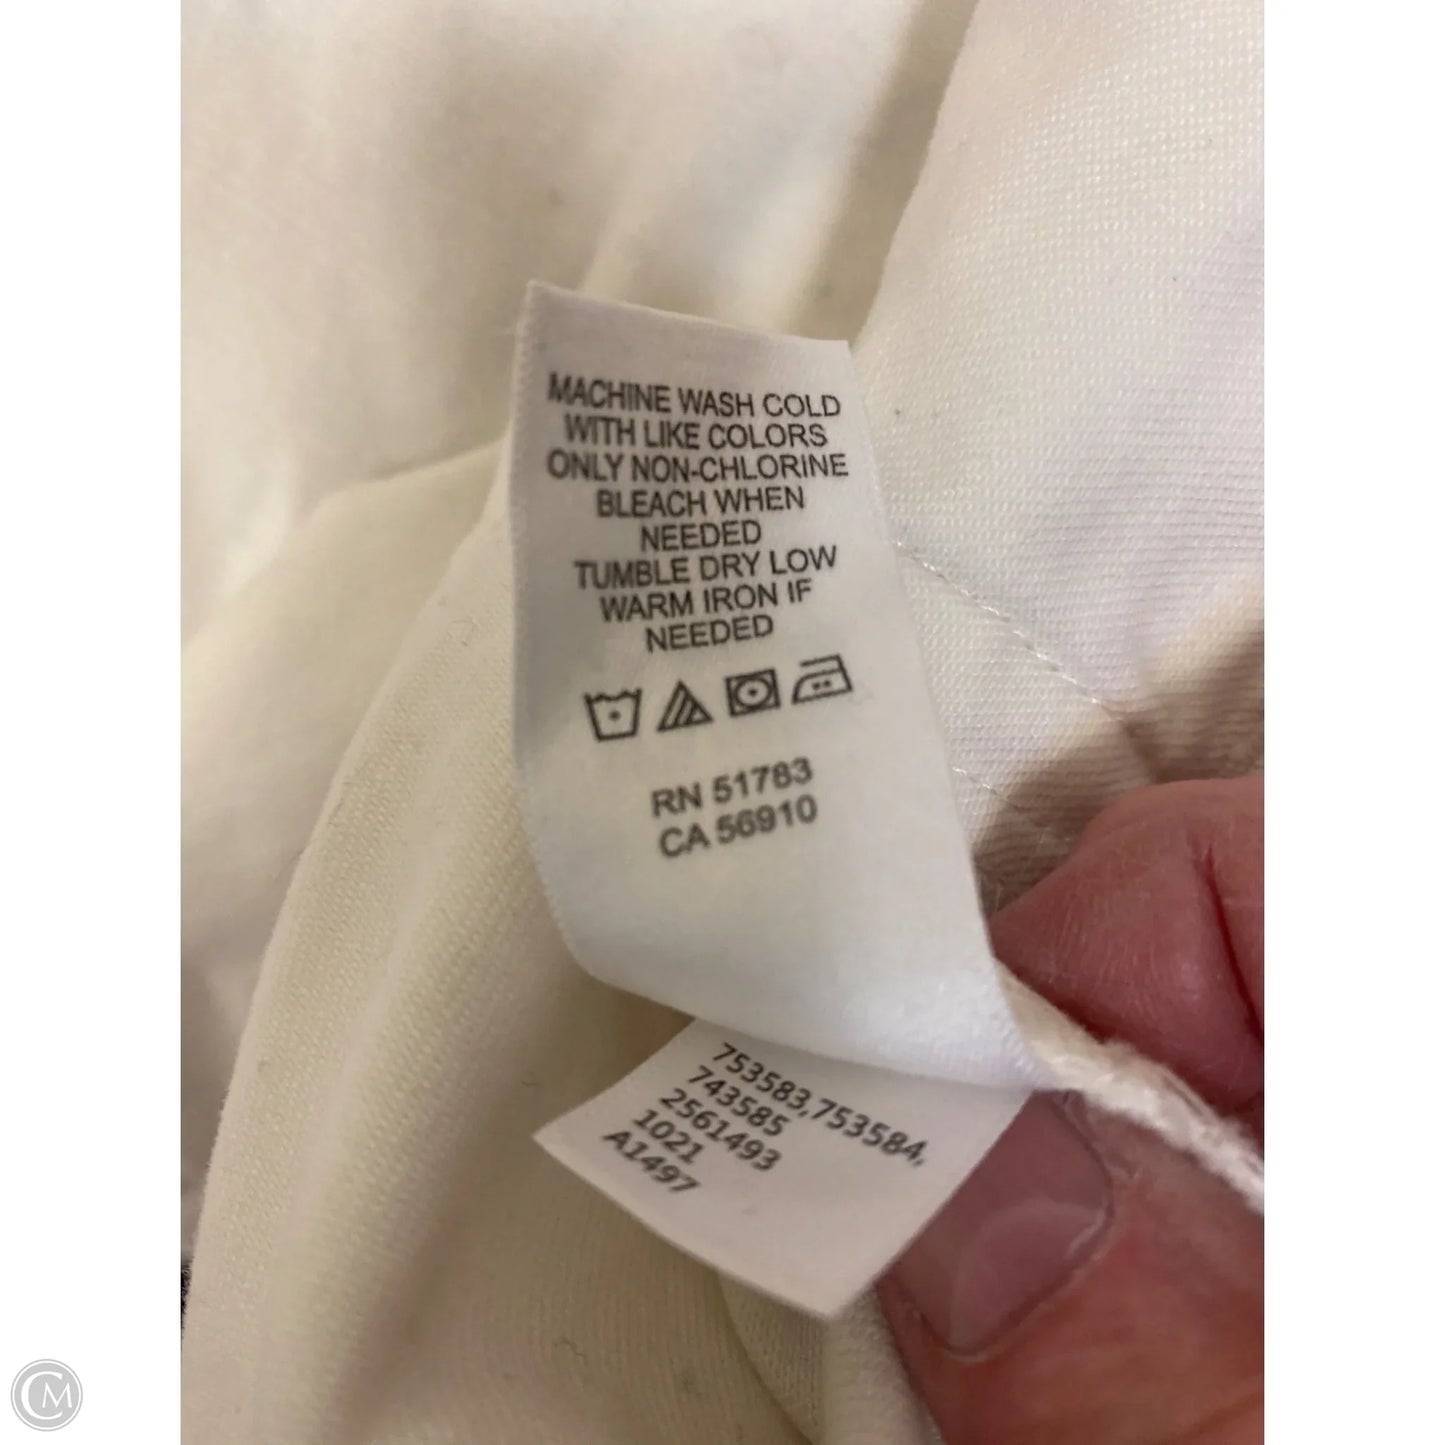 MACHINE WASH COLD
WITH LIKE COLORS
ONLY NON-CHLORINE
BLEACH WHEN
NEEDED
TUMBLE DRY LOW
WARM IRON IF
NEEDED
RN 51783
CA 56910
753583,753584,
743585
2561493
1021
A1497
CM